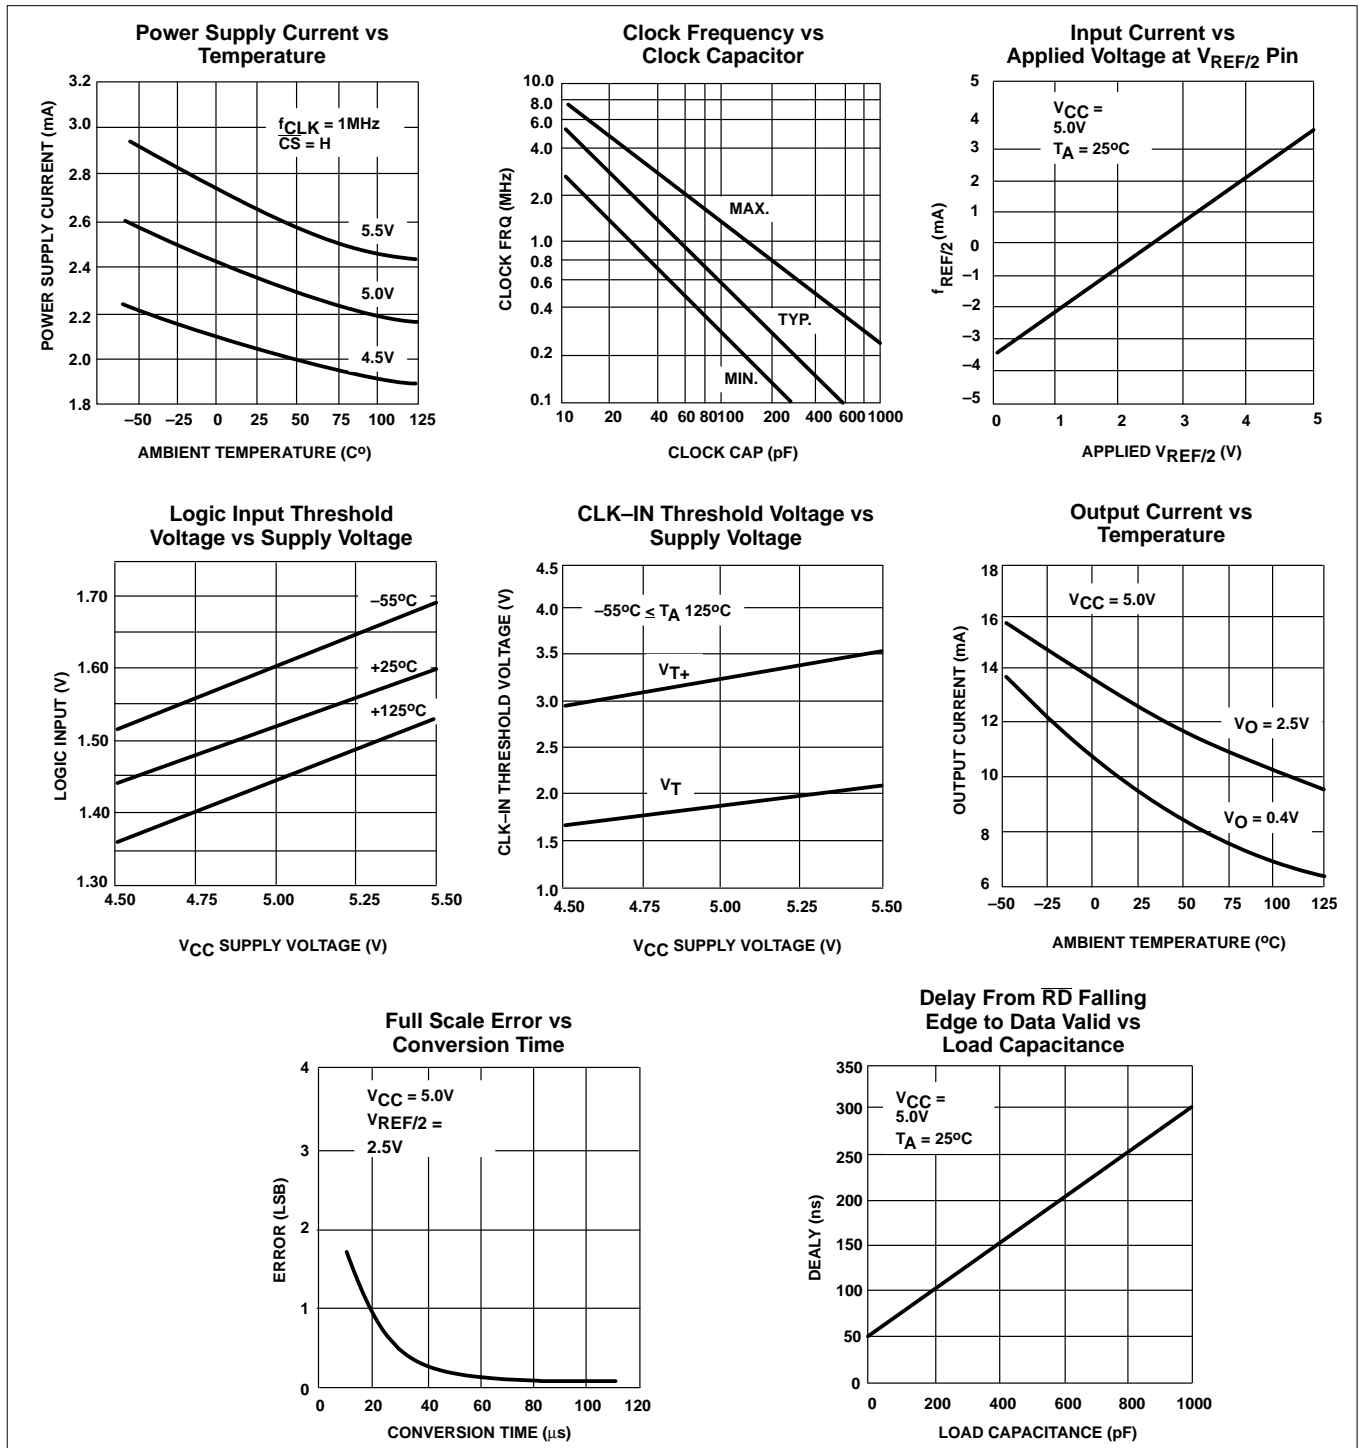 Power Supply Current vs
Temperature
3.2
3.0
2.8
2.6
2.4
2.2
2.0
1.8
POWER SUPPLY CURRENT (mA)
fCLK = 1MHz
CS = H
5.5V
5.0V
4.5V
–50 –25 0 25 50 75 100 125
AMBIENT TEMPERATURE (Cº)
Clock Frequency vs
Clock Capacitor
10.0
8.0
6.0
4.0
2.0
1.0
0.8
0.6
0.4
0.2
0.1
CLOCK FRQ (MHz)
MAX.
TYP.
MIN.
10 20 40 60 80 100 200 400 600 1000
CLOCK CAP (pF)
Input Current vs
Applied Voltage at VREF/2 Pin
5
4
3
2
1
0
–1
–2
–3
–4
–5
fREF/2 (mA)
VCC =
5.0V
TA = 25ºC
0 1 2 3 4 5
APPLIED VREF/2 (V)
Logic Input Threshold
Voltage vs Supply Voltage
1.70
1.60
1.50
1.40
1.30
LOGIC INPUT (V)
–55ºC
+25ºC
+125ºC
4.50 4.75 5.00 5.25 5.50
VCC SUPPLY VOLTAGE (V)
CLK–IN Threshold Voltage vs
Supply Voltage
4.5
4.0
3.5
3.0
2.5
2.0
1.5
1.0
CLK–IN THRESHOLD VOLTAGE (V)
–55ºC ≤ TA 125ºC
VT+
VT
4.50 4.75 5.00 5.25 5.50
VCC SUPPLY VOLTAGE (V)
Output Current vs
Temperature
18
16
14
12
10
8
6
OUTPUT CURRENT (mA)
VCC = 5.0V
VO = 2.5V
VO = 0.4V
–50 –25 0 25 50 75 100 125
AMBIENT TEMPERATURE (ºC)
Full Scale Error vs
Conversion Time
4
3
2
1
0
ERROR (LSB)
VCC = 5.0V
VREF/2 =
2.5V
0 20 40 60 80 100 120
CONVERSION TIME (µs)
Delay From RD Falling
Edge to Data Valid vs
Load Capacitance
350
300
250
200
150
100
50
0
DEALY (ns)
VCC =
5.0V
TA = 25ºC
0 200 400 600 800 1000
LOAD CAPACITANCE (pF)